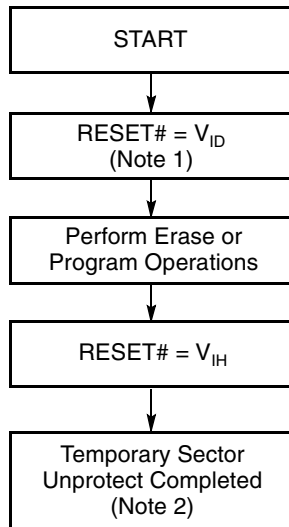 START
RESET# = VID
(Note 1)
Perform Erase or
Program Operations
RESET# = VIH
Temporary Sector
Unprotect Completed
(Note 2)